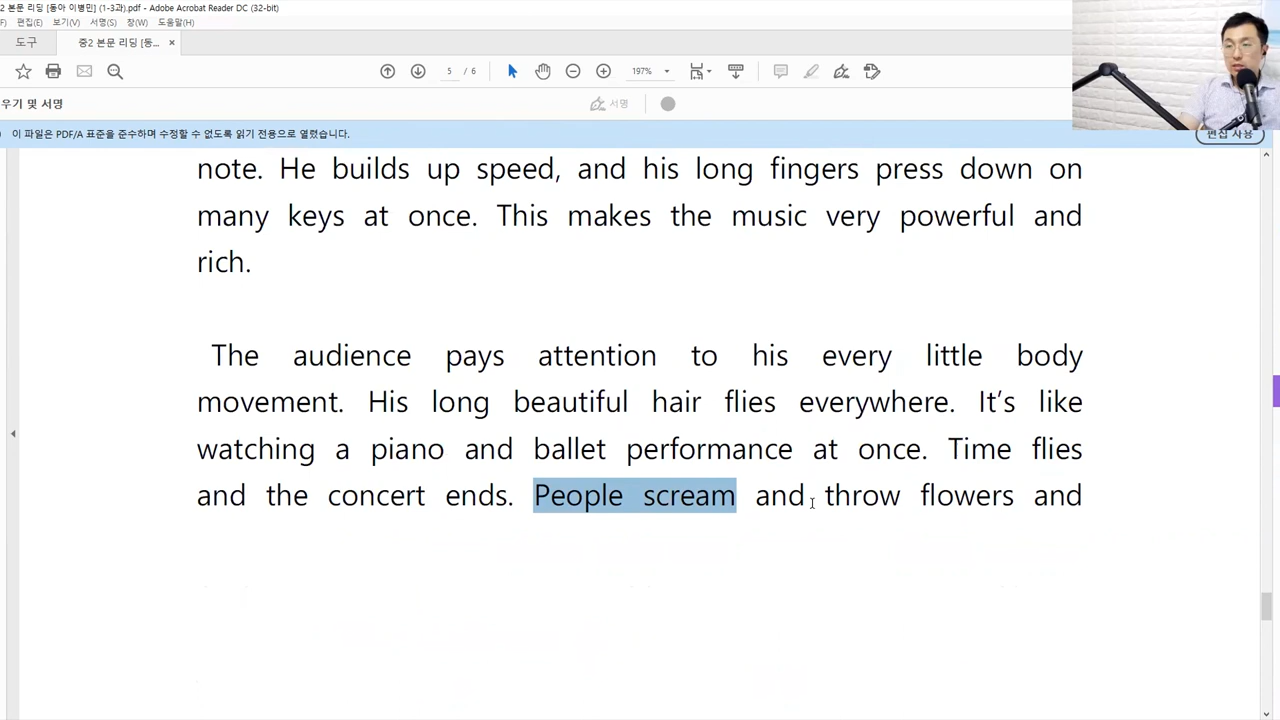 2 본문 리딩 [동아 이병민] (1-3과).pdf - Adobe Acrobat Reader DC (32-bit)
F) 편집(E) 보기(V) 서명(S) 창(W) 도움말(H)
도구 중2 본문 리딩 [동... ×
5 / 6 197%
우기 및 서명 서명
이 파일은 PDF/A 표준을 준수하며 수정할 수 없도록 읽기 전용으로 열렸습니다. 편집 사용
note. He builds up speed, and his long fingers press down on
many keys at once. This makes the music very powerful and
rich.
The audience pays attention to his every little body
movement. His long beautiful hair flies everywhere. It’s like
watching a piano and ballet performance at once. Time flies
and the concert ends. People scream and throw flowers and